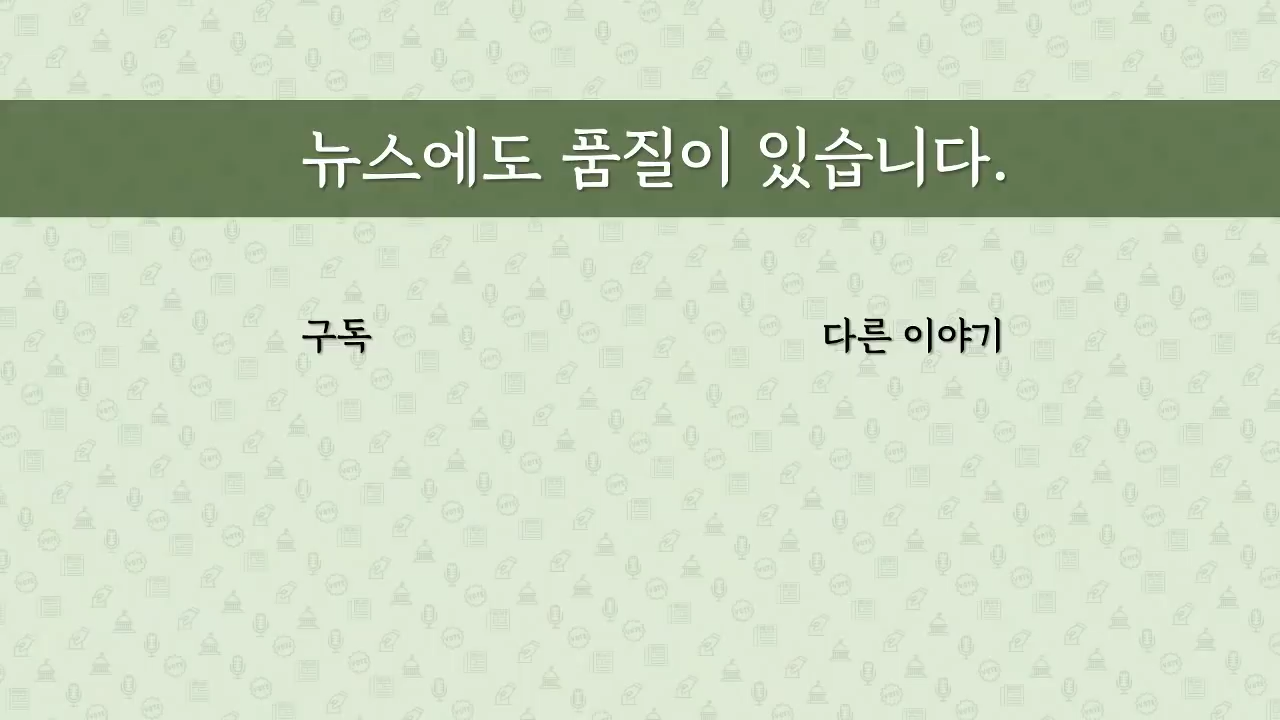 뉴스에도 품질이 있습니다.
구독
다른 이야기